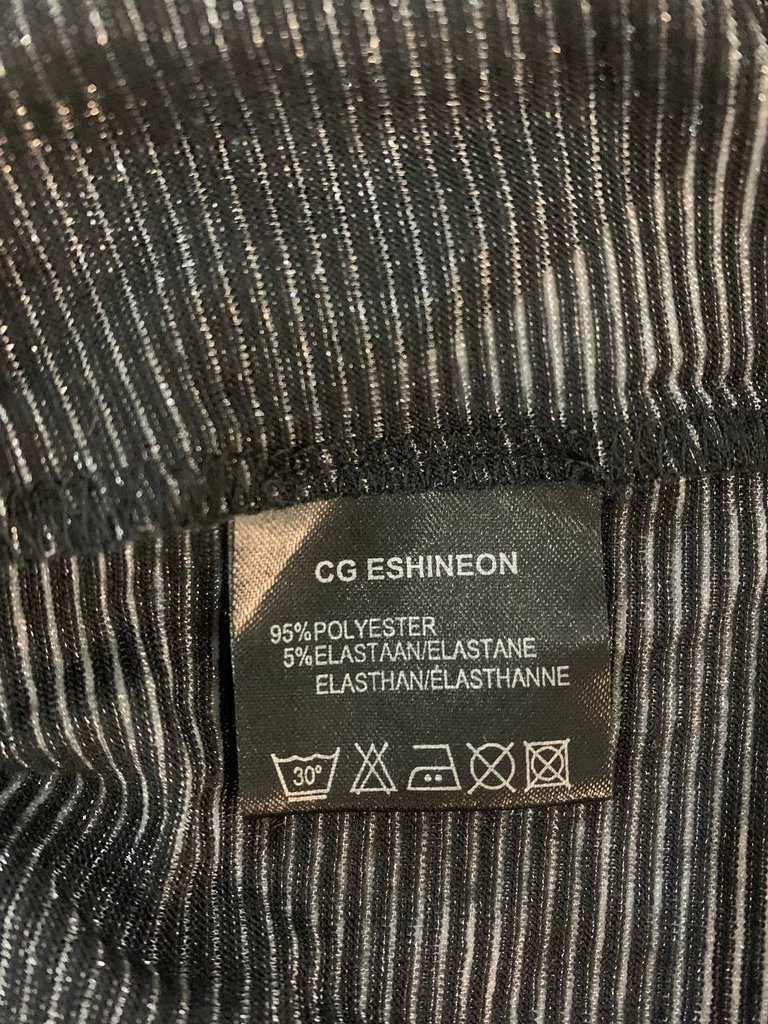 CG ESHINEON
95%POLYESTER
5%ELASTAAN/ELASTANE
ELASTHAN/ÉLASTHANNE
30°